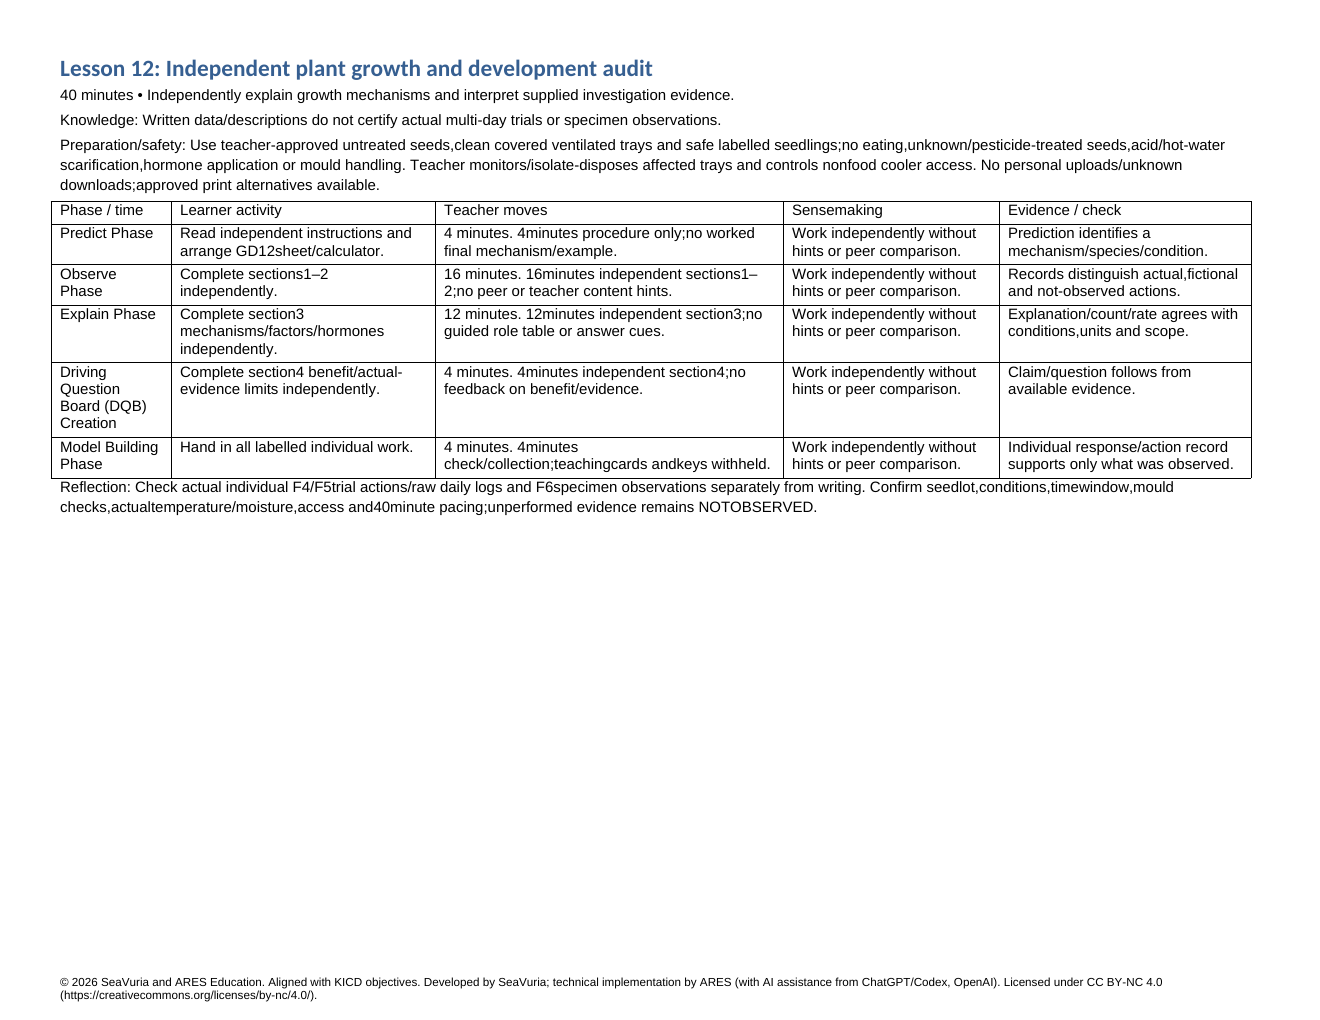 Lesson 12: Independent plant growth and development audit
40 minutes • Independently explain growth mechanisms and interpret supplied investigation evidence.
Knowledge: Written data/descriptions do not certify actual multi-day trials or specimen observations.
Preparation/safety: Use teacher-approved untreated seeds,clean covered ventilated trays and safe labelled seedlings;no eating,unknown/pesticide-treated seeds,acid/hot-water
scarification,hormone application or mould handling. Teacher monitors/isolate-disposes affected trays and controls nonfood cooler access. No personal uploads/unknown
downloads;approved print alternatives available.
Phase / time
Learner activity
Teacher moves
Sensemaking
Evidence / check
Predict Phase
Read independent instructions and
arrange GD12sheet/calculator.
4 minutes. 4minutes procedure only;no worked
final mechanism/example.
Work independently without
hints or peer comparison.
Prediction identifies a
mechanism/species/condition.
Observe
Phase
Complete sections1–2
independently.
16 minutes. 16minutes independent sections1–
2;no peer or teacher content hints.
Work independently without
hints or peer comparison.
Records distinguish actual,fictional
and not-observed actions.
Explain Phase
Complete section3
mechanisms/factors/hormones
independently.
12 minutes. 12minutes independent section3;no
guided role table or answer cues.
Work independently without
hints or peer comparison.
Explanation/count/rate agrees with
conditions,units and scope.
Driving
Question
Board (DQB)
Creation
Complete section4 benefit/actual-
evidence limits independently.
4 minutes. 4minutes independent section4;no
feedback on benefit/evidence.
Work independently without
hints or peer comparison.
Claim/question follows from
available evidence.
Model Building
Phase
Hand in all labelled individual work.
4 minutes. 4minutes
check/collection;teachingcards andkeys withheld.
Work independently without
hints or peer comparison.
Individual response/action record
supports only what was observed.
Reflection: Check actual individual F4/F5trial actions/raw daily logs and F6specimen observations separately from writing. Confirm seedlot,conditions,timewindow,mould
checks,actualtemperature/moisture,access and40minute pacing;unperformed evidence remains NOTOBSERVED.
© 2026 SeaVuria and ARES Education. Aligned with KICD objectives. Developed by SeaVuria; technical implementation by ARES (with AI assistance from ChatGPT/Codex, OpenAI). Licensed under CC BY-NC 4.0
(https://creativecommons.org/licenses/by-nc/4.0/).